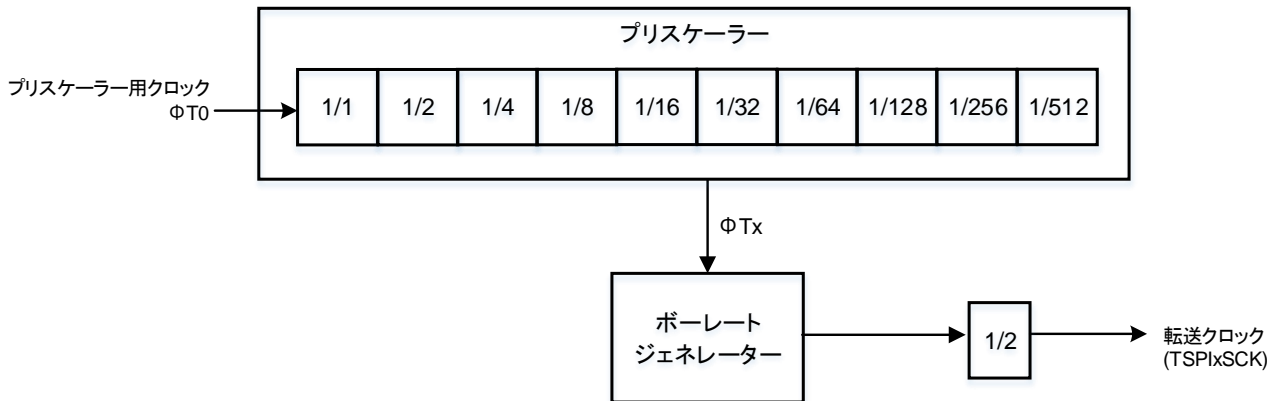 プリスケーラー
プリスケーラー用クロック
ΦT0
1/1 1/2 1/4 1/8 1/16 1/32 1/64 1/128 1/256 1/512
ΦTx
ボーレート
ジェネレーター
1/2
転送クロック
(TSPIxSCK)